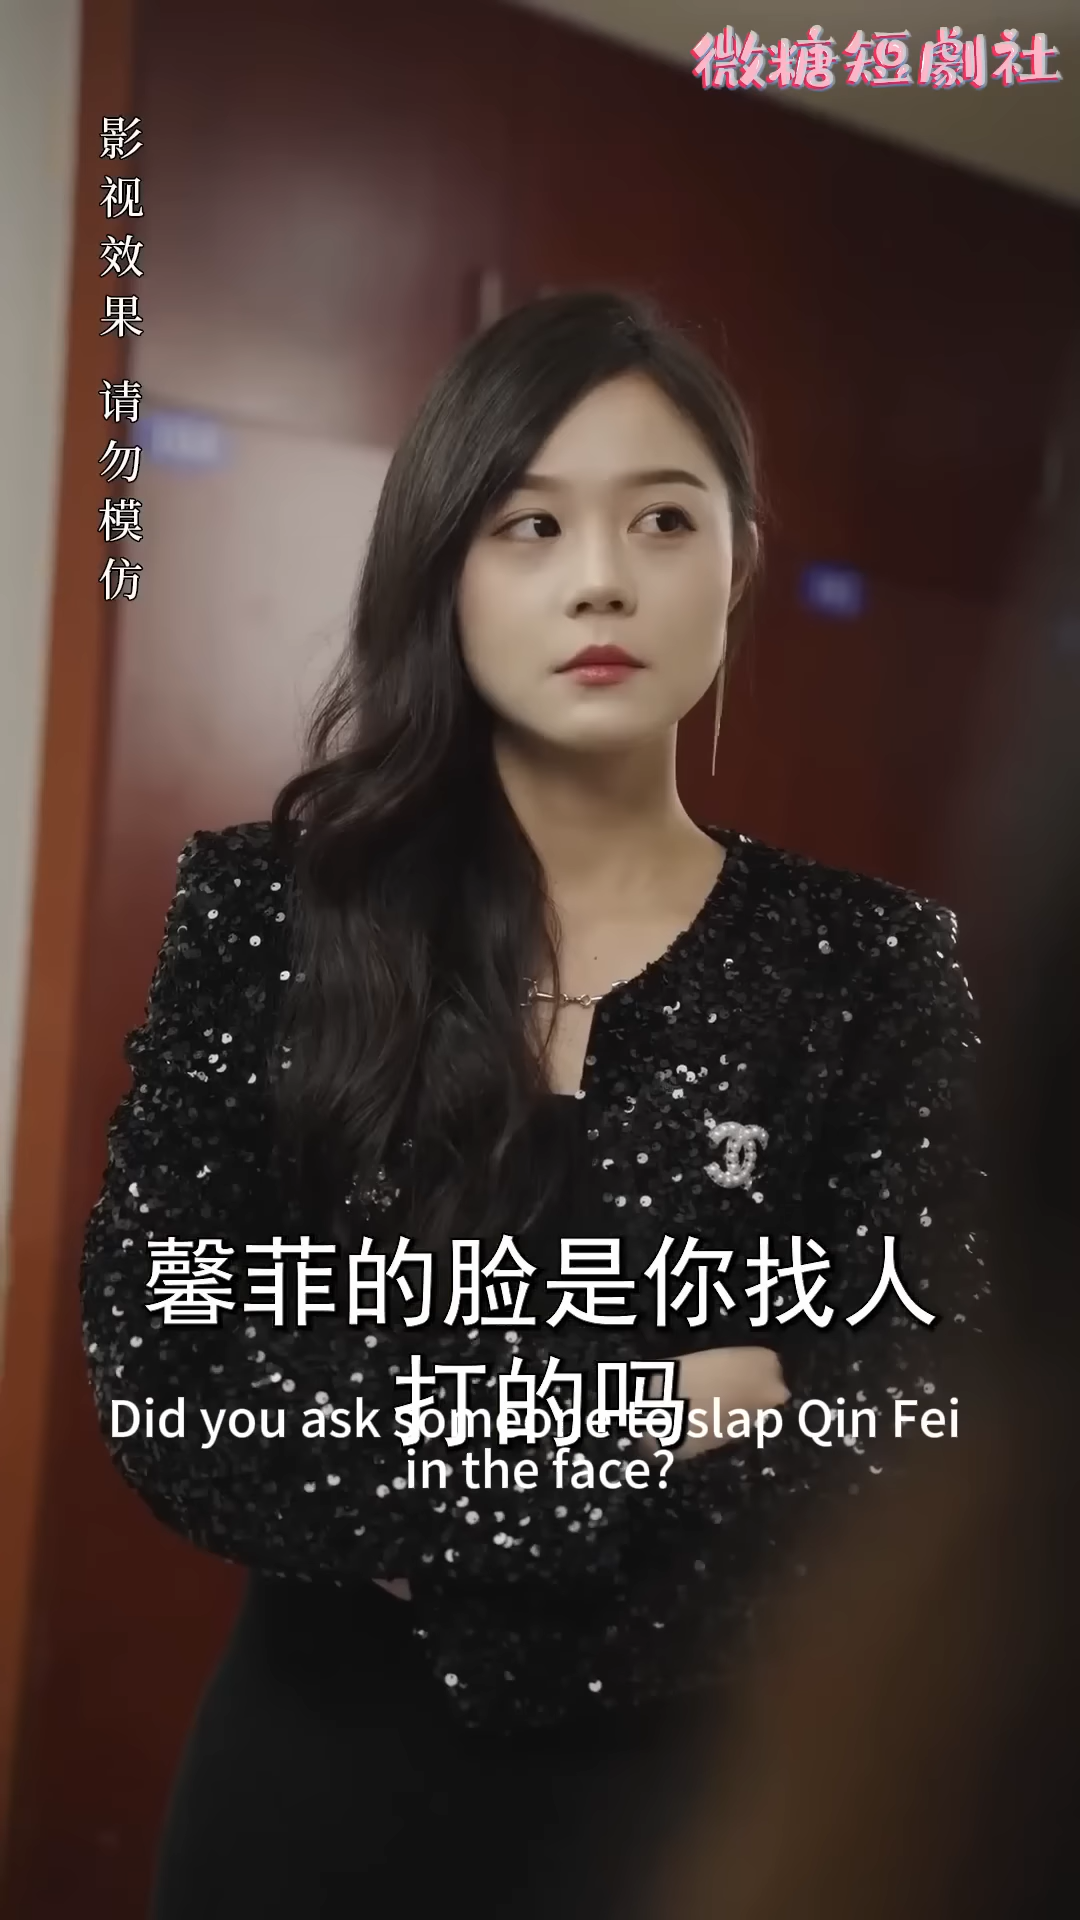 微糖短劇社
影视效果 请勿模仿
馨菲的脸是你找人
打的吗
Did you ask someone to slap Qin Fei
in the face?